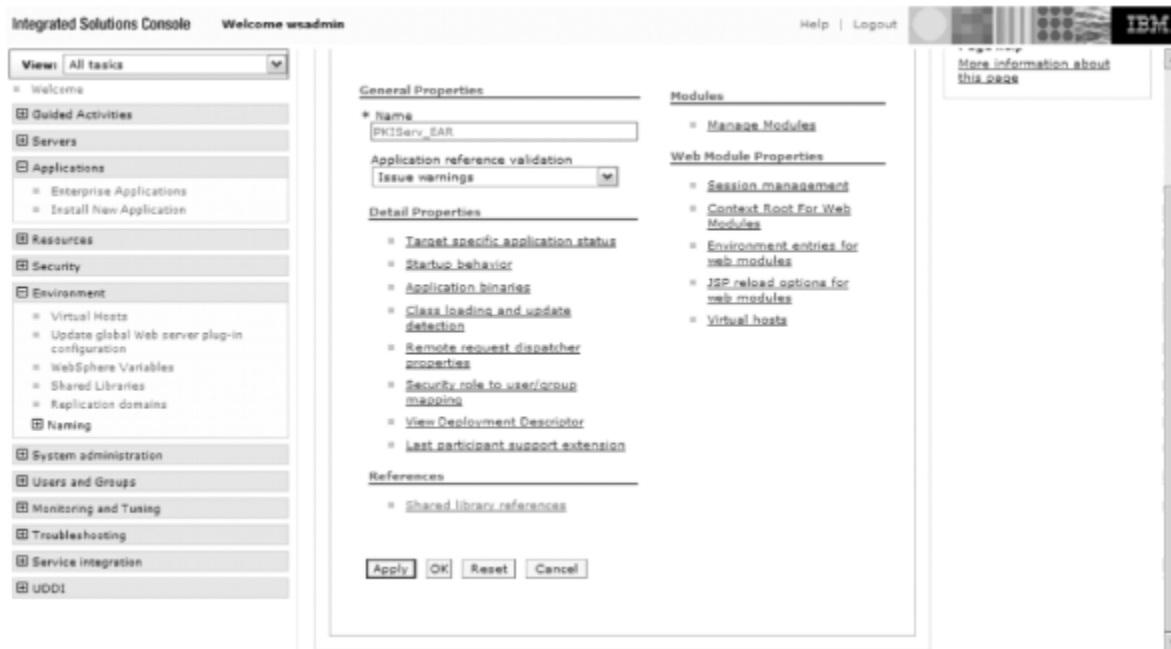 Integrated Solutions Console Welcome wsadmin Help | Logout IBM
View: All tasks
Welcome
Guided Activities
Servers
Applications
Enterprise Applications
Install New Application
Resources
Security
Environment
Virtual Hosts
Update global Web server plug-in
configuration
WebSphere Variables
Shared Libraries
Replication domains
Naming
System administration
Users and Groups
Monitoring and Tuning
Troubleshooting
Service integration
UDDI
General Properties
* Name
PKIServ_EAR
Application reference validation
Issue warnings
Detail Properties
Target specific application status
Startup behavior
Application binaries
Class loading and update
detection
Remote request dispatcher
properties
Security role to user/group
mapping
View Deployment Descriptor
Last participant support extension
References
Shared library references
Apply OK Reset Cancel
Modules
Manage Modules
Web Module Properties
Session management
Context Root For Web
Modules
Environment entries for
web modules
JSP reload options for
web modules
Virtual hosts
Page help
More information about
this page